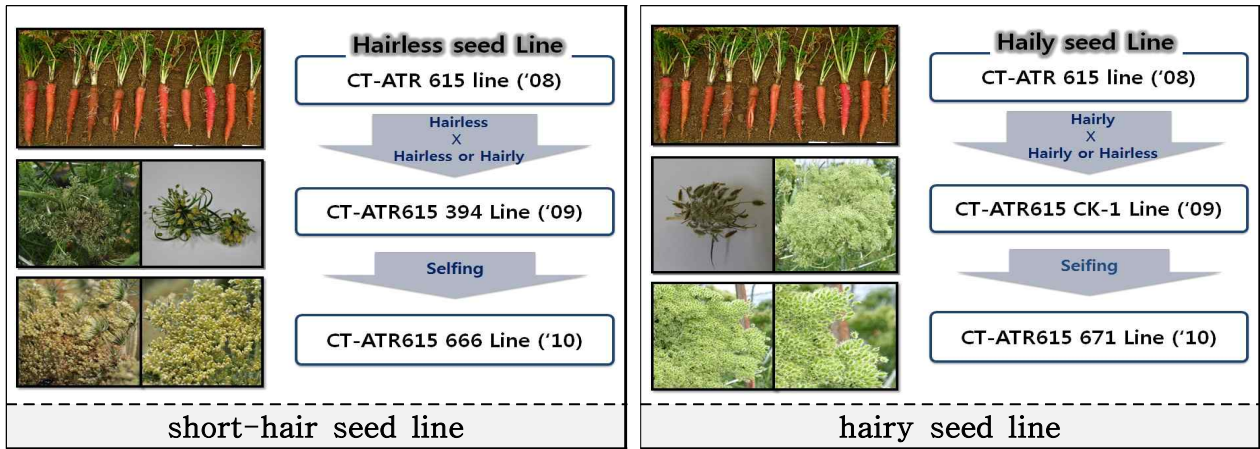 Hairless seed Line
CT-ATR 615 line (‘08)
Hairless
X
Hairless or Hairly
CT-ATR615 394 Line (‘09)
Selfing
CT-ATR615 666 Line (‘10)
short-hair seed line
Haily seed Line
CT-ATR 615 line (‘08)
Hairly
X
Hairly or Hairless
CT-ATR615 CK-1 Line (‘09)
Seifing
CT-ATR615 671 Line (‘10)
hairy seed line